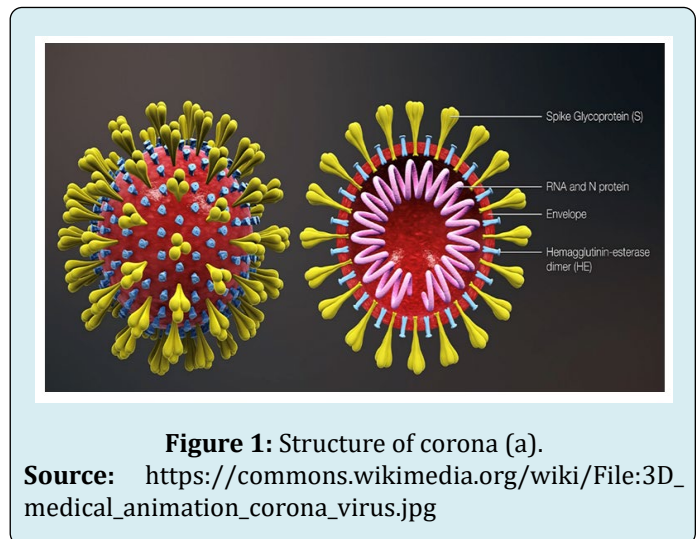 Spike Glycoprotein (S)
RNA and N protein
Envelope
Hemagglutinin-esterase
dimer (HE)
Figure 1: Structure of corona (a).
Source: https://commons.wikimedia.org/wiki/File:3D_
medical_animation_corona_virus.jpg